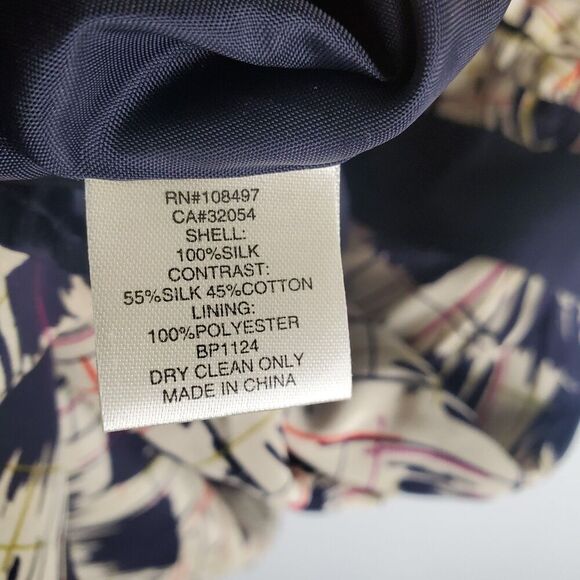 RN#108497
CA#32054
SHELL:
100%SILK
CONTRAST:
55%SILK 45%COTTON
LINING:
100%POLYESTER
BP1124
DRY CLEAN ONLY
MADE IN CHINA